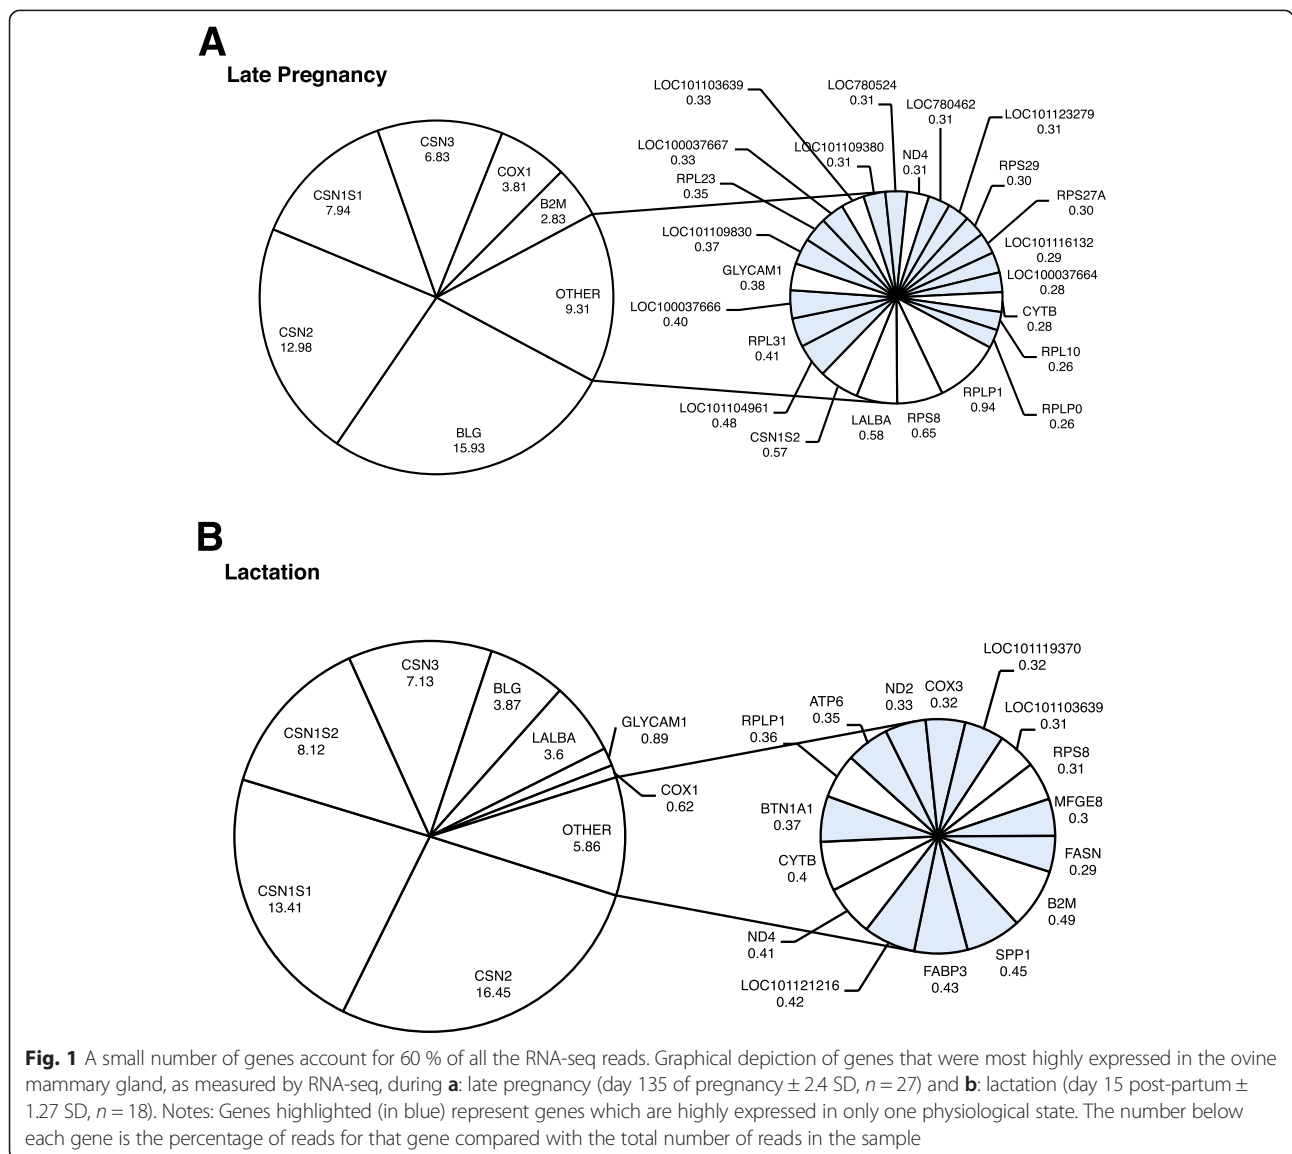 A
Late Pregnancy
CSN3
6.83
COX1
3.81
B2M
2.83
CSN1S1
7.94
CSN2
12.98
OTHER
9.31
BLG
15.93
LOC101103639
0.33
LOC780524
0.31
LOC780462
0.31
LOC101123279
0.31
LOC100037667
0.33
LOC101109380
0.31
ND4
0.31
RPS29
0.30
RPL23
0.35
RPS27A
0.30
LOC101109830
0.37
LOC101116132
0.29
GLYCAM1
0.38
LOC100037664
0.28
LOC100037666
0.40
CYTB
0.28
RPL31
0.41
RPL10
0.26
LOC101104961
0.48
CSN1S2
0.57
LALBA
0.58
RPS8
0.65
RPLP1
0.94
RPLP0
0.26
B
Lactation
CSN3
7.13
BLG
3.87
CSN1S2
8.12
LALBA
3.6
GLYCAM1
0.89
COX1
0.62
OTHER
5.86
CSN1S1
13.41
CSN2
16.45
LOC101119370
0.32
ATP6
0.35
ND2
0.33
COX3
0.32
LOC101103639
0.31
RPLP1
0.36
RPS8
0.31
BTN1A1
0.37
MFGE8
0.3
CYTB
0.4
FASN
0.29
ND4
0.41
B2M
0.49
LOC101121216
0.42
FABP3
0.43
SPP1
0.45
Fig. 1 A small number of genes account for 60 % of all the RNA-seq reads. Graphical depiction of genes that were most highly expressed in the ovine
mammary gland, as measured by RNA-seq, during a: late pregnancy (day 135 of pregnancy ± 2.4 SD, n = 27) and b: lactation (day 15 post-partum ±
1.27 SD, n = 18). Notes: Genes highlighted (in blue) represent genes which are highly expressed in only one physiological state. The number below
each gene is the percentage of reads for that gene compared with the total number of reads in the sample